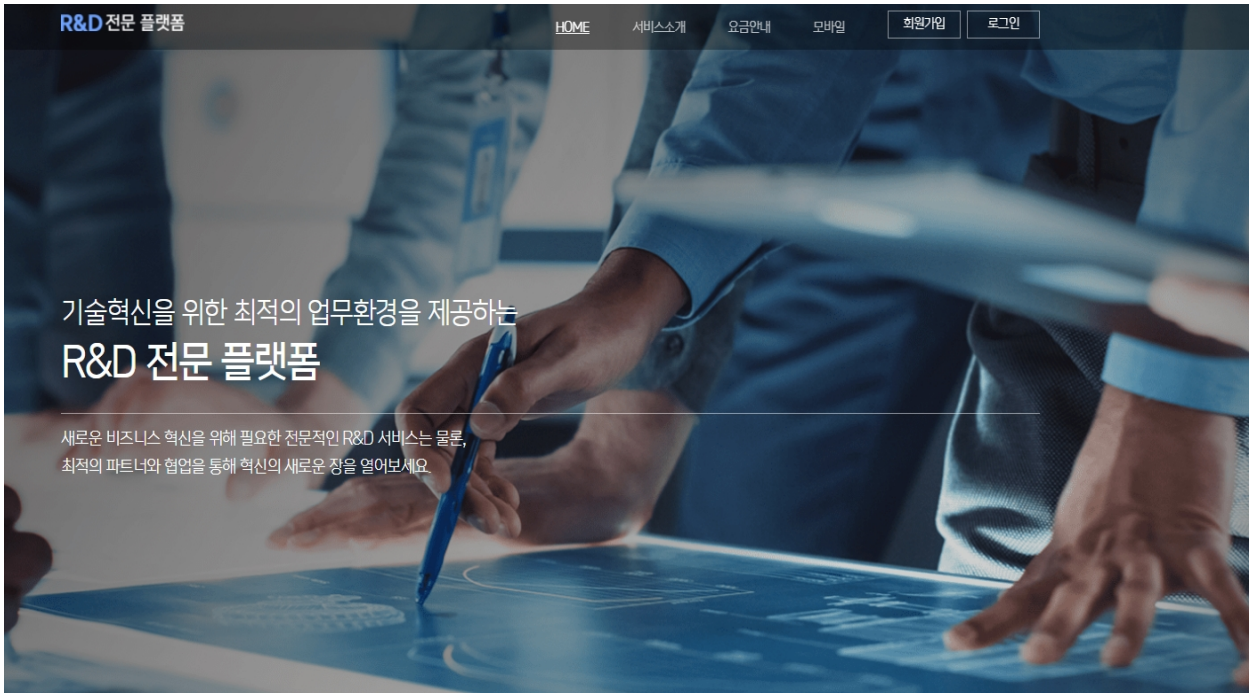 R&D 전문 플랫폼
HOME 서비스소개 요금안내 모바일 회원가입 로그인
기술혁신을 위한 최적의 업무환경을 제공하는
R&D 전문 플랫폼
새로운 비즈니스 혁신을 위해 필요한 전문적인 R&D 서비스는 물론,
최적의 파트너와 협업을 통해 혁신의 새로운 장을 열어보세요.